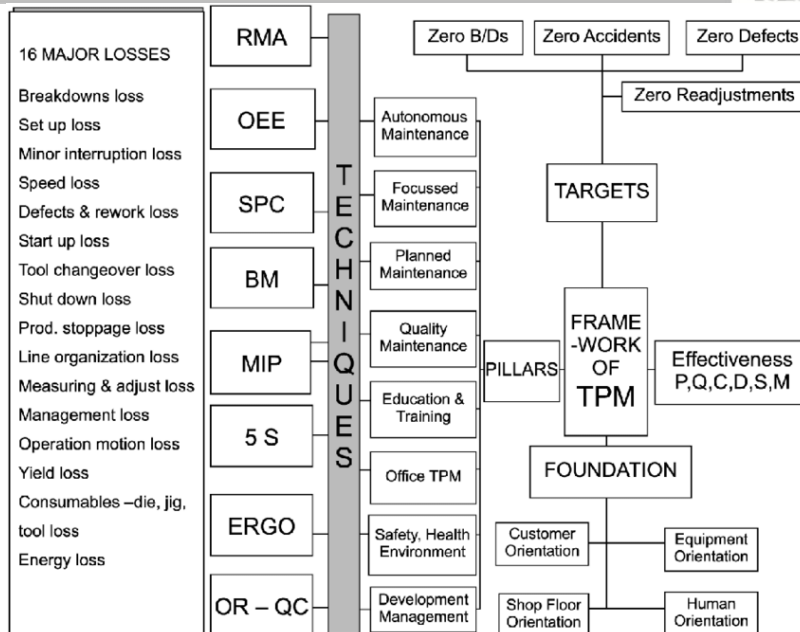 16 MAJOR LOSSES
Breakdowns loss
Set up loss
Minor interruption loss
Speed loss
Defects & rework loss
Start up loss
Tool changeover loss
Shut down loss
Prod. stoppage loss
Line organization loss
Measuring & adjust loss
Management loss
Operation motion loss
Yield loss
Consumables –die, jig,
tool loss
Energy loss
RMA
OEE
SPC
BM
MIP
5 S
ERGO
OR – QC
TECHNIQUES
Autonomous
Maintenance
Focussed
Maintenance
Planned
Maintenance
Quality
Maintenance
Education &
Training
Office TPM
Safety, Health
Environment
Development
Management
PILLARS
Zero B/Ds
Zero Accidents
Zero Defects
Zero Readjustments
TARGETS
FRAME
-WORK
OF
TPM
Effectiveness
P,Q,C,D,S,M
FOUNDATION
Customer
Orientation
Equipment
Orientation
Shop Floor
Orientation
Human
Orientation